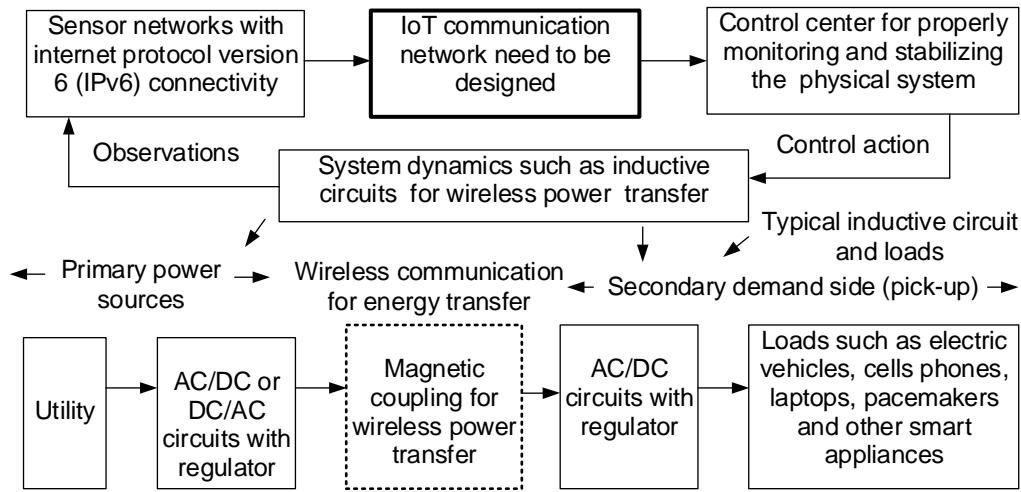 Sensor networks with
internet protocol version
6 (IPv6) connectivity
IoT communication
network need to be
designed
Control center for properly
monitoring and stabilizing
the physical system
Observations
Control action
System dynamics such as inductive
circuits for wireless power transfer
Typical inductive circuit
and loads
Primary power
sources
Wireless communication
for energy transfer
Secondary demand side (pick-up)
Utility
AC/DC or
DC/AC
circuits with
regulator
Magnetic
coupling for
wireless power
transfer
AC/DC
circuits with
regulator
Loads such as electric
vehicles, cells phones,
laptops, pacemakers
and other smart
appliances